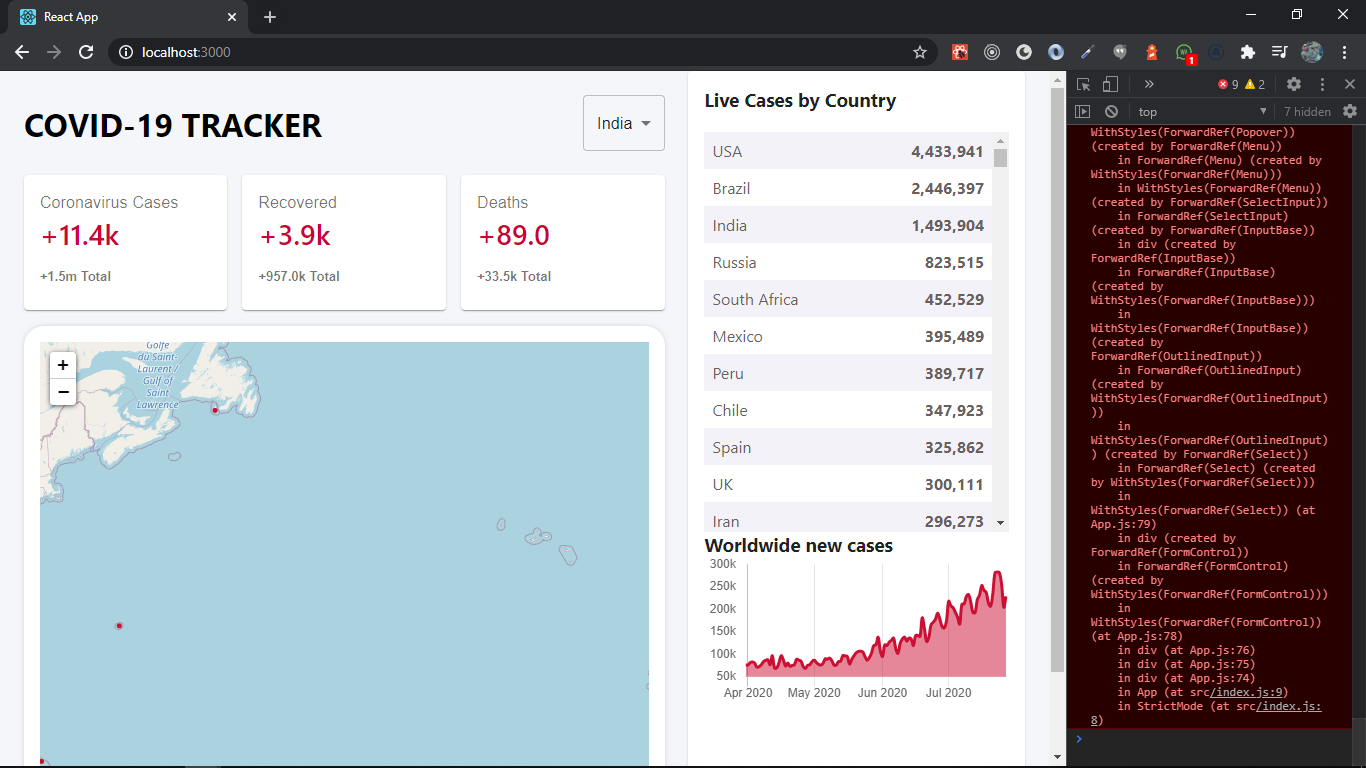 React App
localhost:3000
1
COVID-19 TRACKER
India
Coronavirus Cases
+11.4k
+1.5m Total
Recovered
+3.9k
+957.0k Total
Deaths
+89.0
+33.5k Total
+
−
Golfe
du Saint-
Laurent /
Gulf of
Saint
Lawrence
Live Cases by Country
USA 4,433,941
Brazil 2,446,397
India 1,493,904
Russia 823,515
South Africa 452,529
Mexico 395,489
Peru 389,717
Chile 347,923
Spain 325,862
UK 300,111
Iran 296,273
Worldwide new cases
300k
250k
200k
150k
100k
50k
Apr 2020 May 2020 Jun 2020 Jul 2020
9 2
top 7 hidden
WithStyles(ForwardRef(Popover))
(created by ForwardRef(Menu))
in ForwardRef(Menu) (created by
WithStyles(ForwardRef(Menu)))
in WithStyles(ForwardRef(Menu))
(created by ForwardRef(SelectInput))
in ForwardRef(SelectInput)
(created by ForwardRef(InputBase))
in div (created by
ForwardRef(InputBase))
in ForwardRef(InputBase)
(created by
WithStyles(ForwardRef(InputBase)))
in
WithStyles(ForwardRef(InputBase))
(created by
ForwardRef(OutlinedInput))
in ForwardRef(OutlinedInput)
(created by
WithStyles(ForwardRef(OutlinedInput)
))
in
WithStyles(ForwardRef(OutlinedInput)
) (created by ForwardRef(Select))
in ForwardRef(Select) (created
by WithStyles(ForwardRef(Select)))
in
WithStyles(ForwardRef(Select)) (at
App.js:79)
in div (created by
ForwardRef(FormControl))
in ForwardRef(FormControl)
(created by
WithStyles(ForwardRef(FormControl)))
in
WithStyles(ForwardRef(FormControl))
(at App.js:78)
in div (at App.js:76)
in div (at App.js:75)
in div (at App.js:74)
in App (at src/index.js:9)
in StrictMode (at src/index.js:
8)